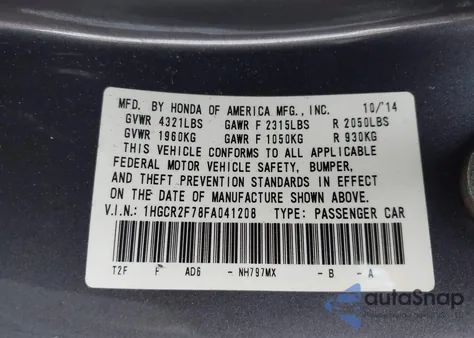 MFD. BY HONDA OF AMERICA MFG., INC. 10/'14
GVWR 4321LBS GAWR F 2315LBS R 2050LBS
GVWR 1960KG GAWR F 1050KG R 930KG
THIS VEHICLE CONFORMS TO ALL APPLICABLE
FEDERAL MOTOR VEHICLE SAFETY, BUMPER,
AND THEFT PREVENTION STANDARDS IN EFFECT
ON THE DATE OF MANUFACTURE SHOWN ABOVE.
V.I.N.: 1HGCR2F78FA041208 TYPE: PASSENGER CAR
T2F F AD6 - NH797MX - B - A
autoSnap